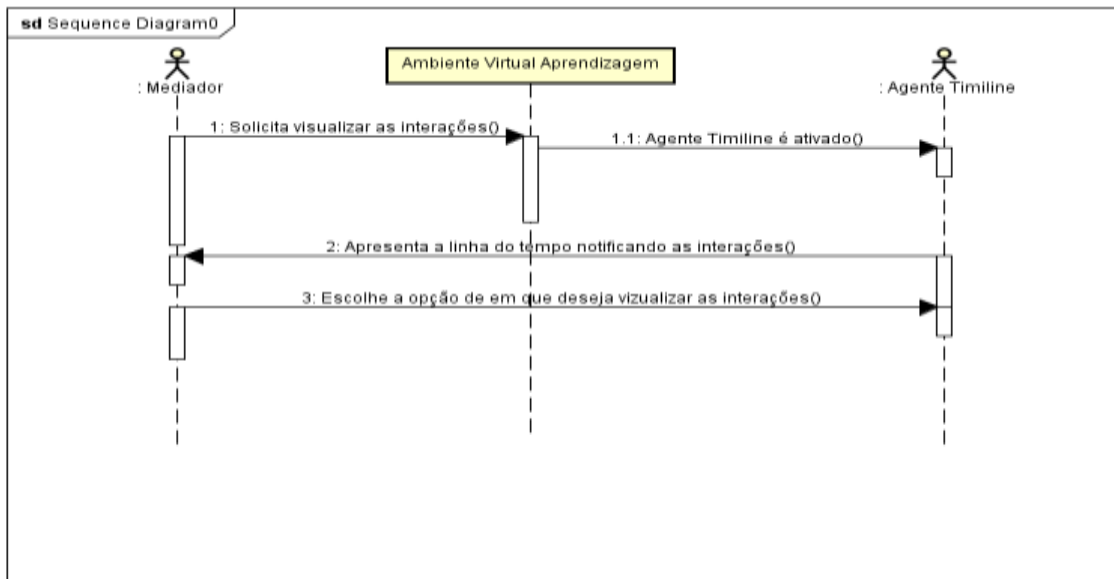 sd Sequence Diagram0
Ambiente Virtual Aprendizagem
: Mediador
: Agente Timiline
1: Solicita visualizar as interações()
1.1: Agente Timiline é ativado()
2: Apresenta a linha do tempo notificando as interações()
3: Escolhe a opção de em que deseja vizualizar as interações()